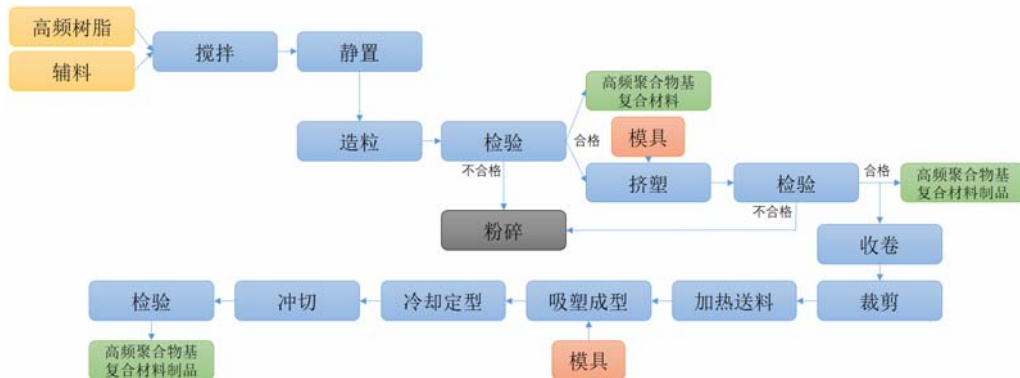 高频树脂
辅料
搅拌
静置
高频聚合物基
复合材料
造粒
检验
合格
不合格
模具
挤塑
检验
合格
不合格
高频聚合物基
复合材料制品
粉碎
收卷
裁剪
加热送料
吸塑成型
模具
冷却定型
冲切
检验
高频聚合物基
复合材料制品